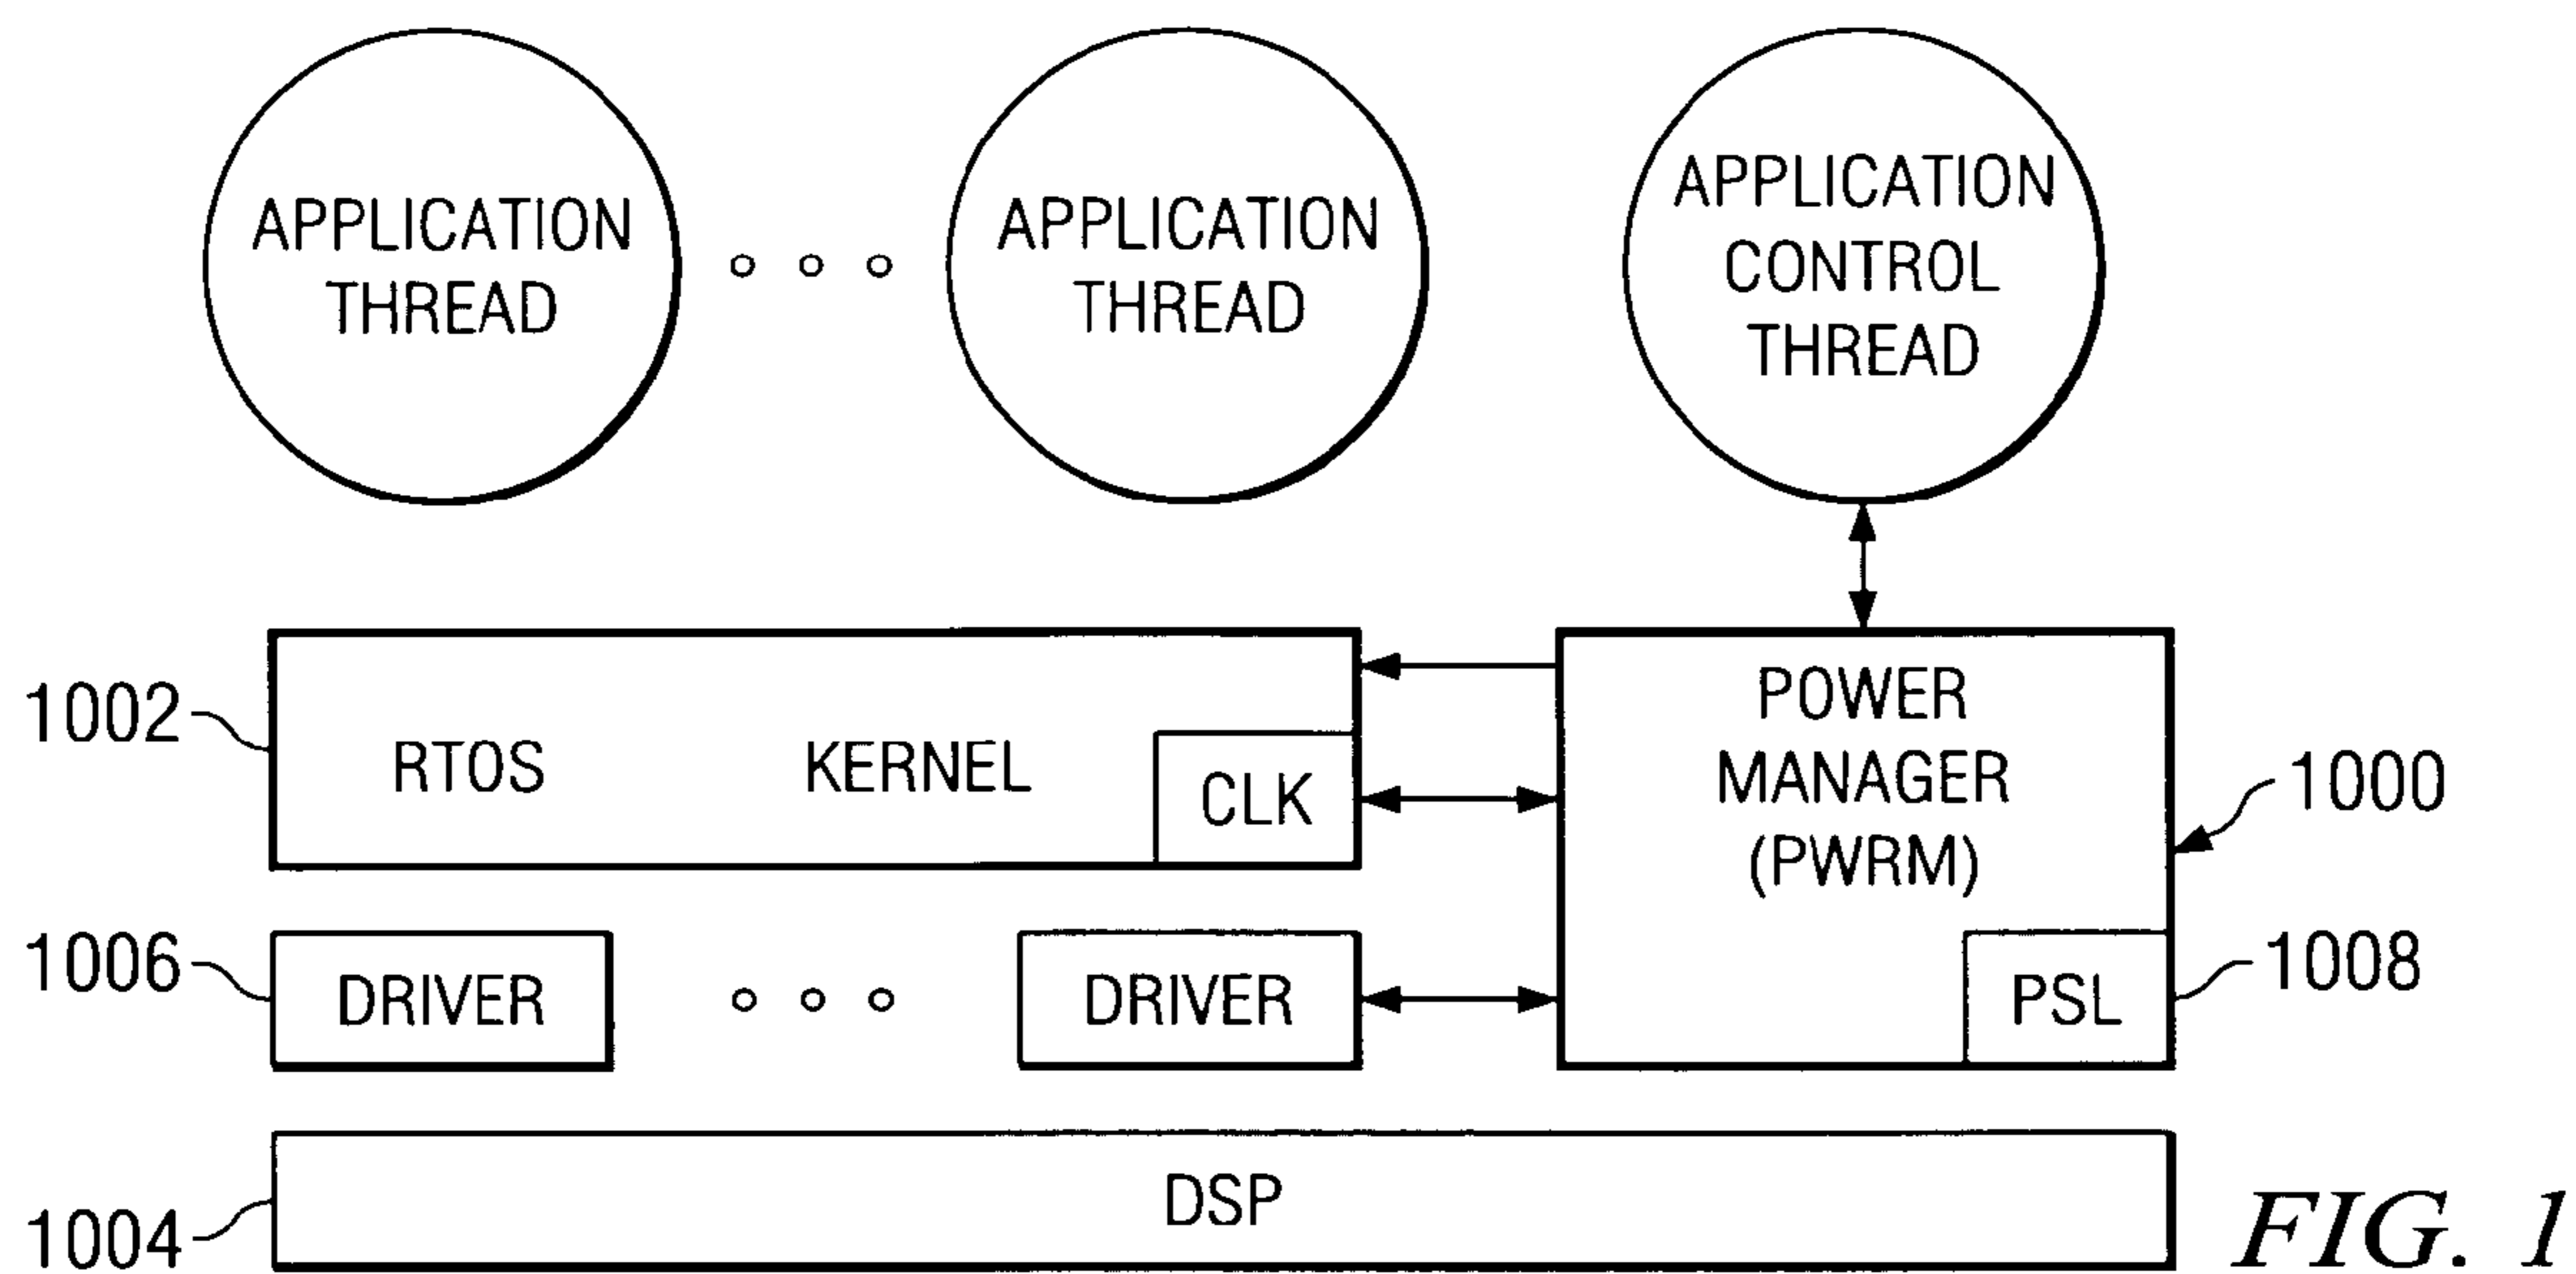 APPLICATION
THREAD
APPLICATION
THREAD
APPLICATION
CONTROL
THREAD
1002
RTOS KERNEL
CLK
POWER
MANAGER
(PWRM)
1000
1006
DRIVER
DRIVER
PSL
1008
1004
DSP
FIG. 1